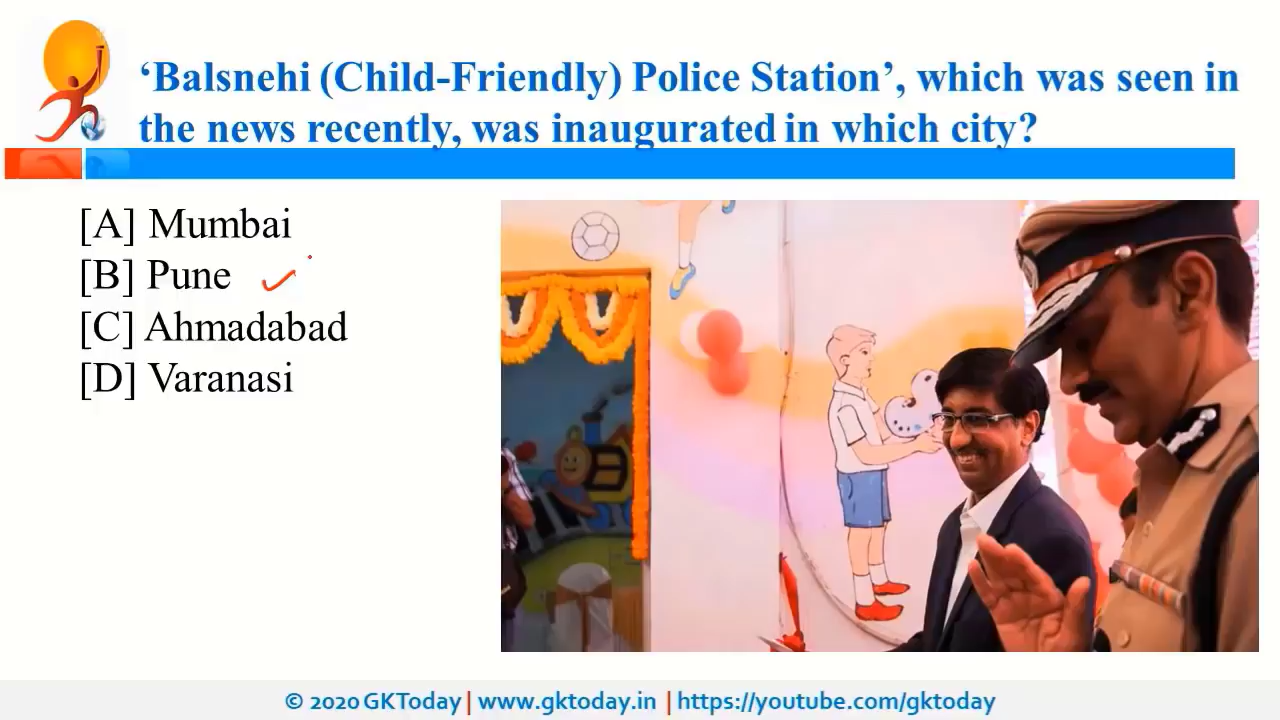 ‘Balsnehi (Child-Friendly) Police Station’, which was seen in
the news recently, was inaugurated in which city?
[A] Mumbai
[B] Pune
[C] Ahmadabad
[D] Varanasi
© 2020 GKToday | www.gktoday.in | https://youtube.com/gktoday